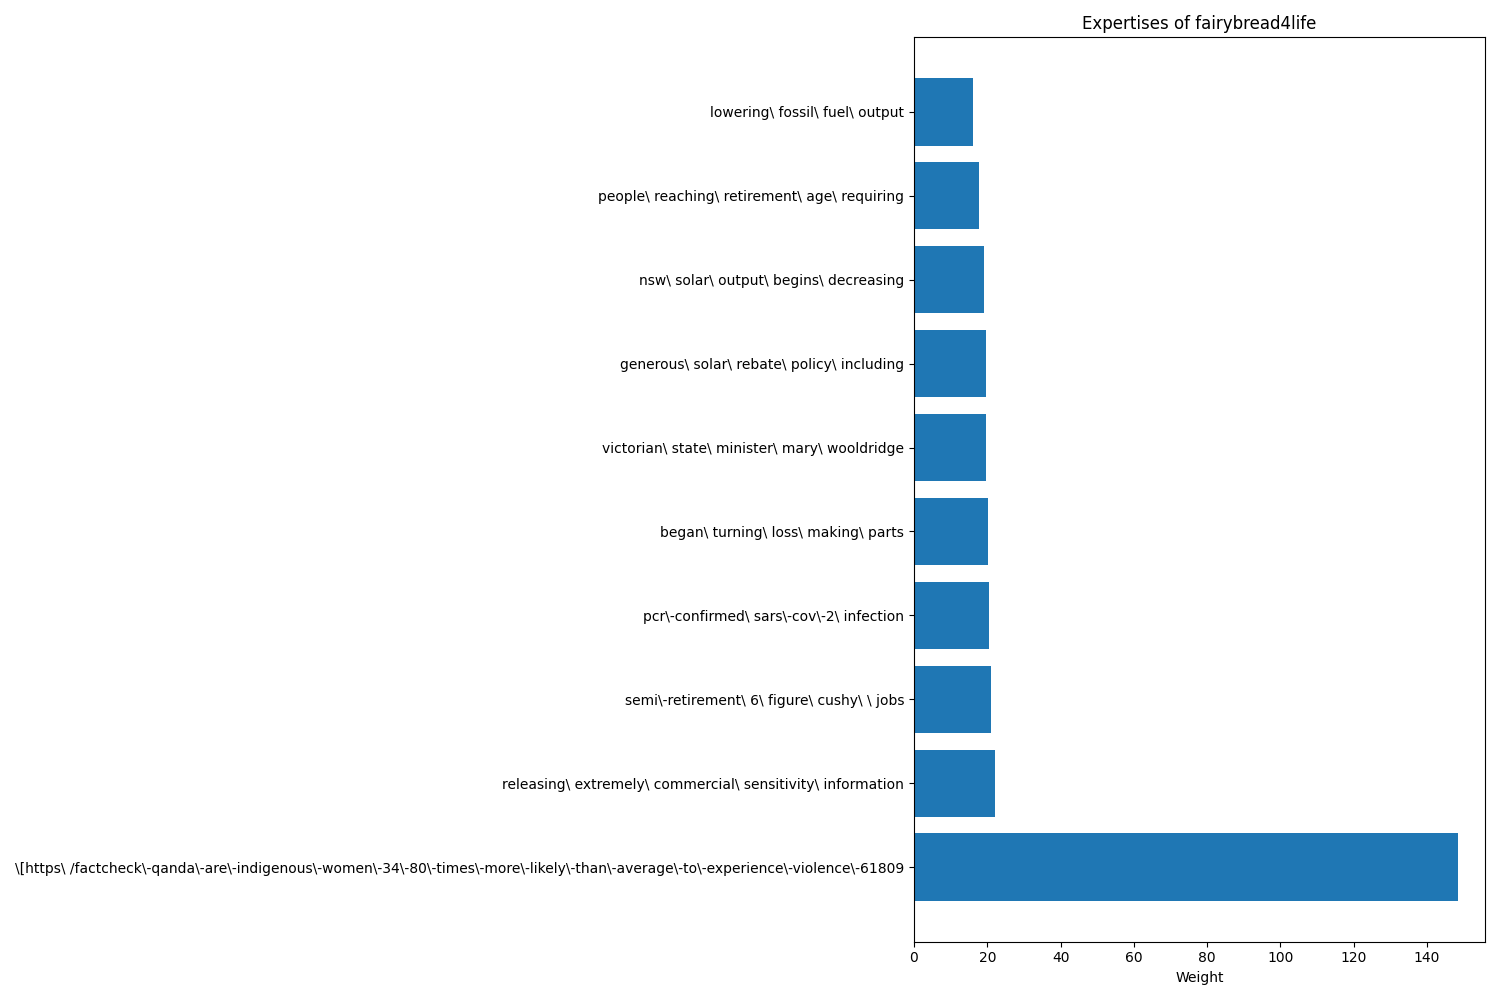 Expertises of fairybread4life
lowering\ fossil\ fuel\ output
people\ reaching\ retirement\ age\ requiring
nsw\ solar\ output\ begins\ decreasing
generous\ solar\ rebate\ policy\ including
victorian\ state\ minister\ mary\ wooldridge
began\ turning\ loss\ making\ parts
pcr\-confirmed\ sars\-cov\-2\ infection
semi\-retirement\ 6\ figure\ cushy\ \ jobs
releasing\ extremely\ commercial\ sensitivity\ information
\[https\ /factcheck\-qanda\-are\-indigenous\-women\-34\-80\-times\-more\-likely\-than\-average\-to\-experience\-violence\-61809
0 20 40 60 80 100 120 140
Weight